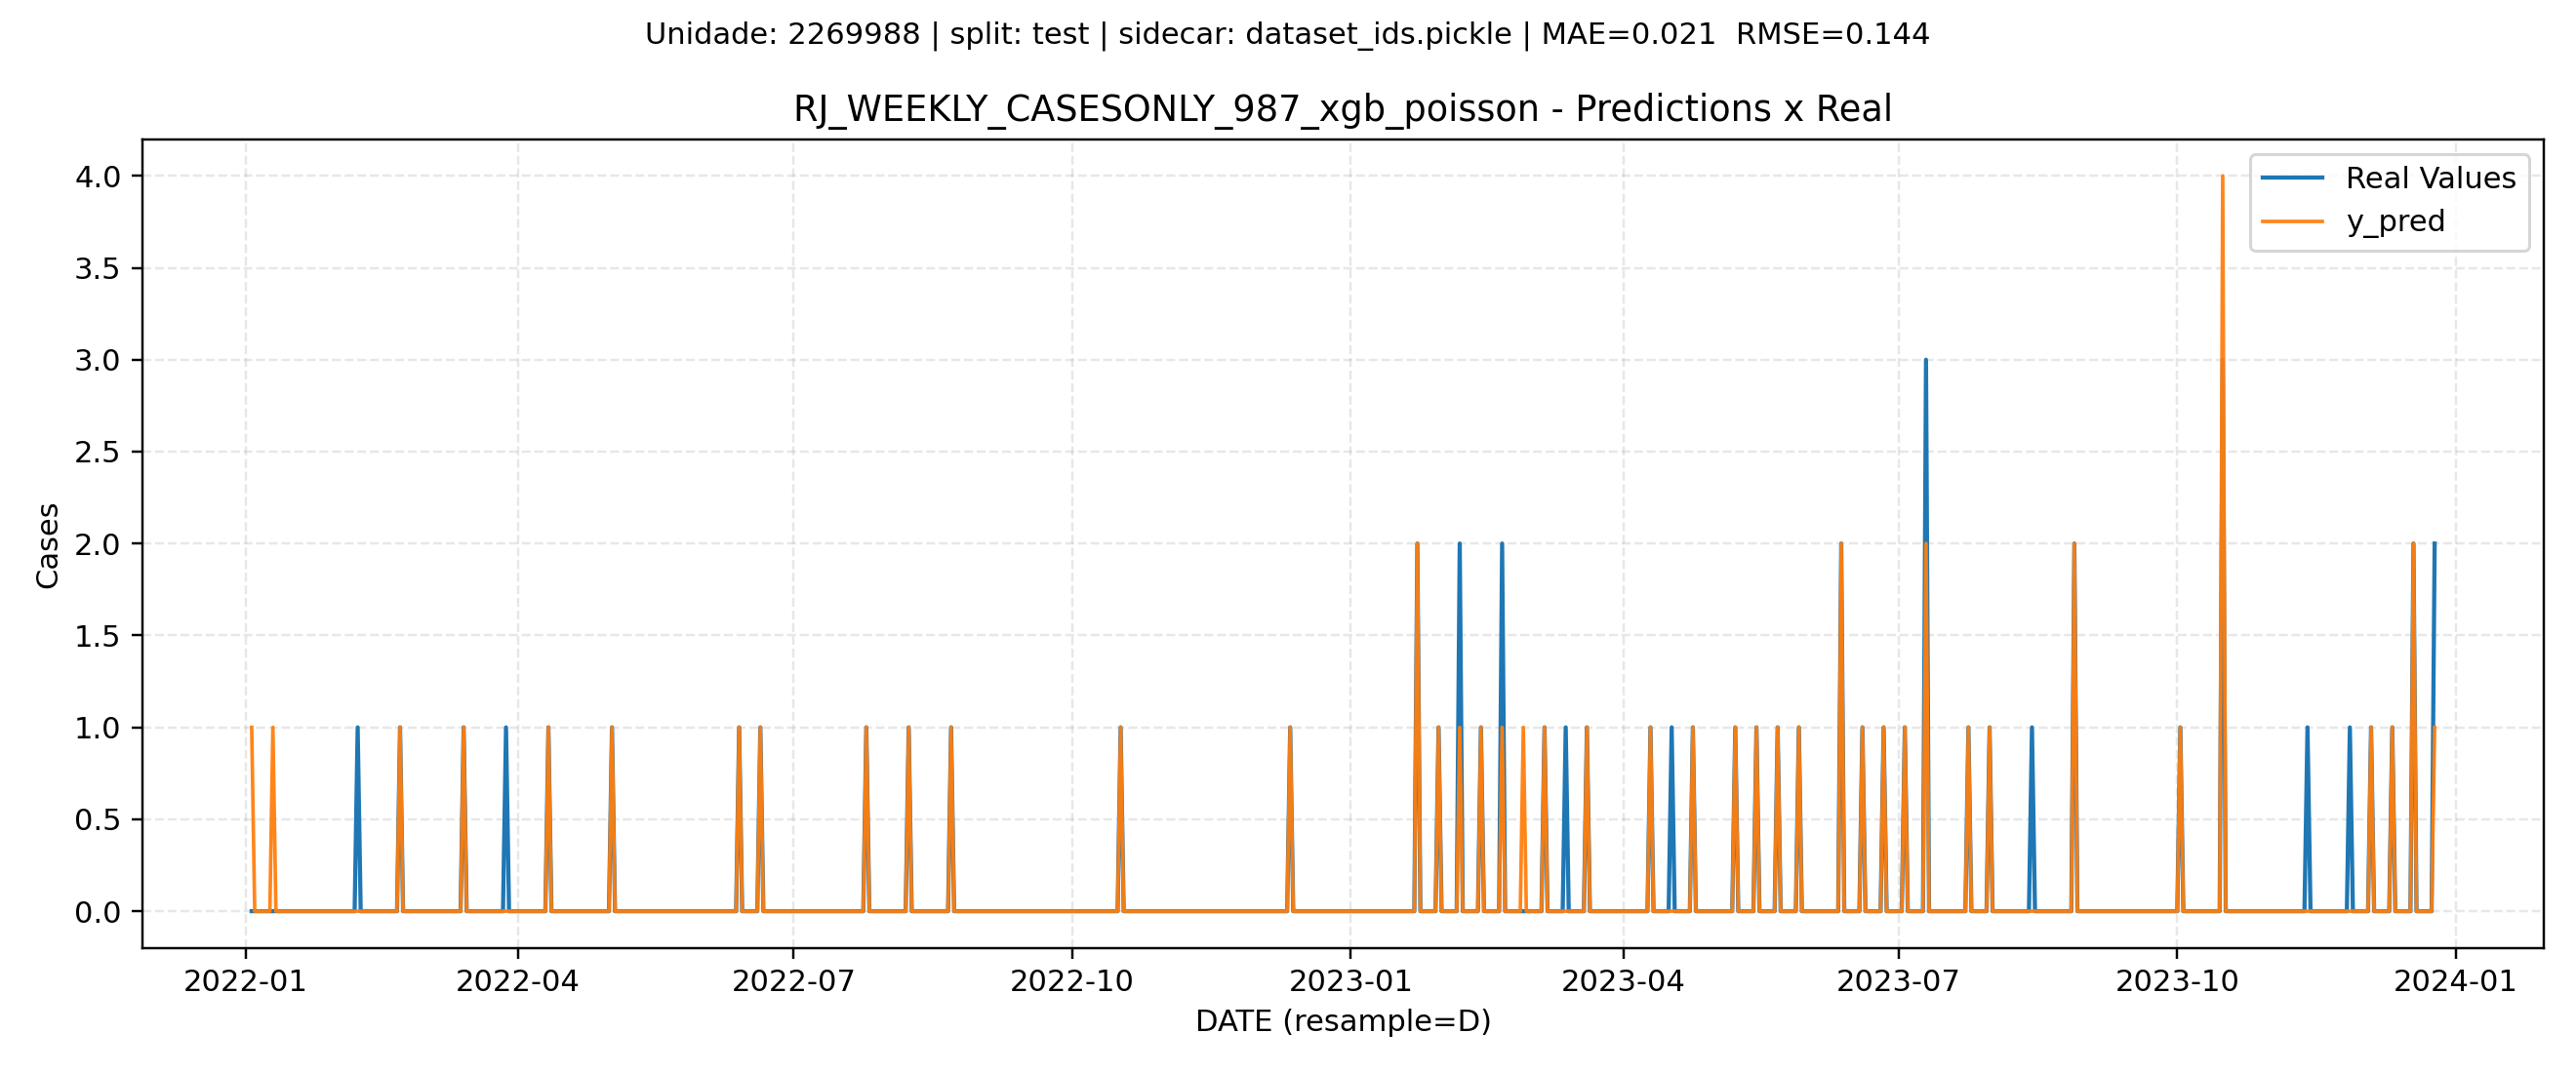 Unidade: 2269988 | split: test | sidecar: dataset_ids.pickle | MAE=0.021  RMSE=0.144
RJ_WEEKLY_CASESONLY_987_xgb_poisson - Predictions x Real
Real Values
y_pred
Cases
4.0
3.5
3.0
2.5
2.0
1.5
1.0
0.5
0.0
2022-01 2022-04 2022-07 2022-10 2023-01 2023-04 2023-07 2023-10 2024-01
DATE (resample=D)